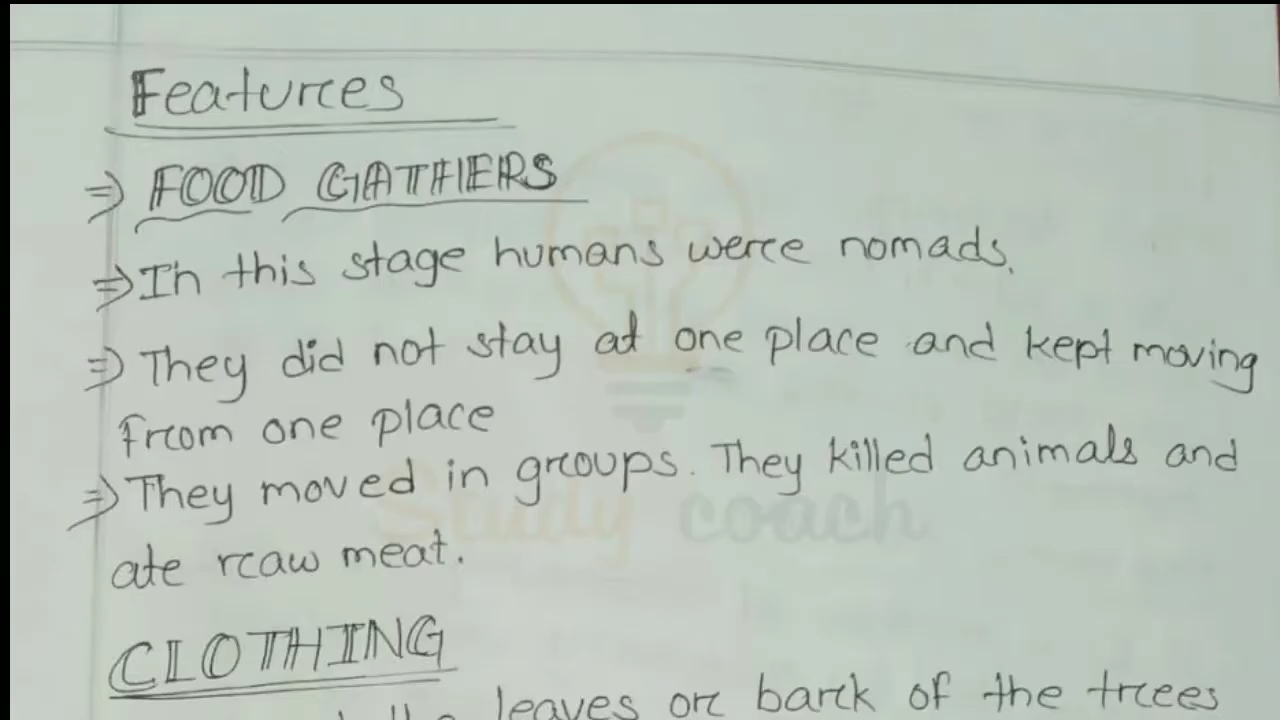 Features
⇒ FOOD GATHERS
⇒ In this stage humans were nomads.
⇒ They did not stay at one place and kept moving
from one place
⇒ They moved in groups. They killed animals and
ate raw meat.
Study coach
CLOTHING
leaves or bark of the trees